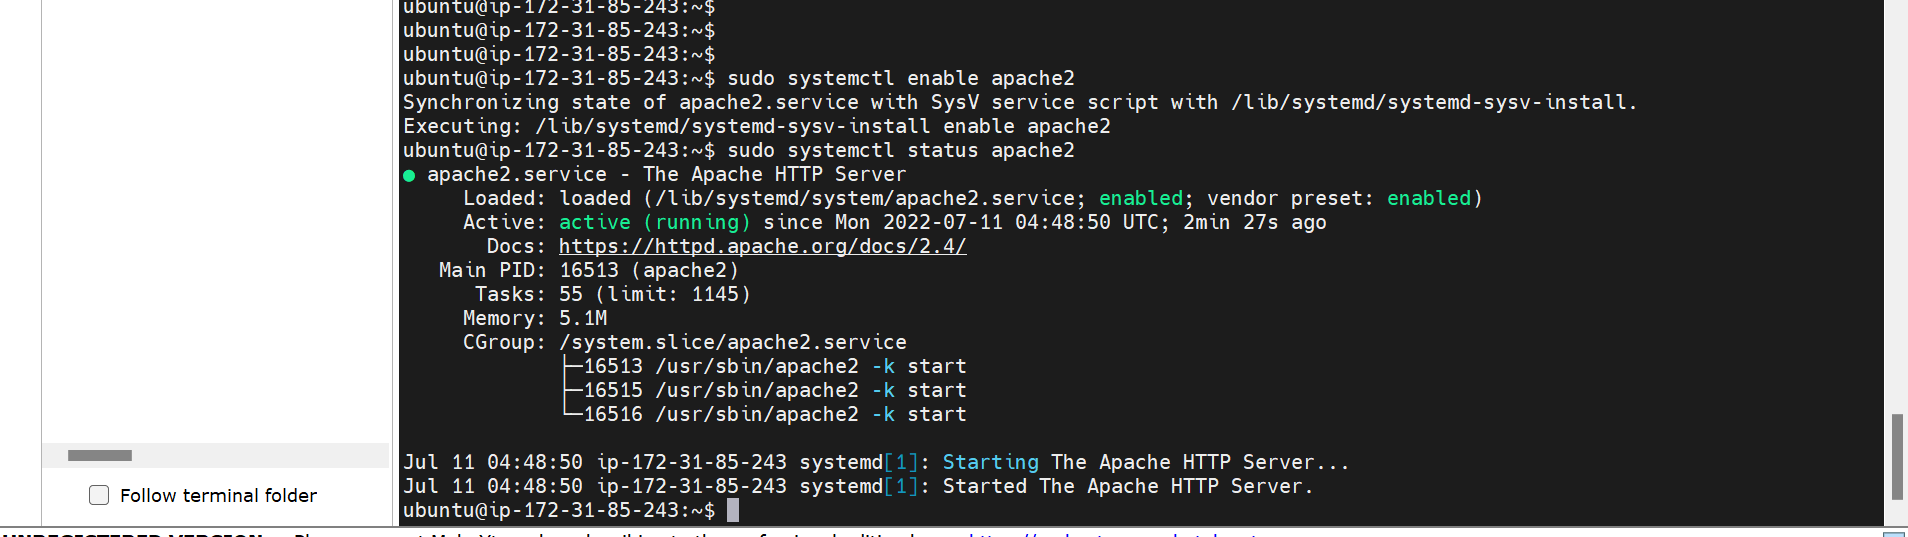 ubuntu@ip-172-31-85-243:~$
ubuntu@ip-172-31-85-243:~$
ubuntu@ip-172-31-85-243:~$
ubuntu@ip-172-31-85-243:~$ sudo systemctl enable apache2
Synchronizing state of apache2.service with SysV service script with /lib/systemd/systemd-sysv-install.
Executing: /lib/systemd/systemd-sysv-install enable apache2
ubuntu@ip-172-31-85-243:~$ sudo systemctl status apache2
● apache2.service - The Apache HTTP Server
Loaded: loaded (/lib/systemd/system/apache2.service; enabled; vendor preset: enabled)
Active: active (running) since Mon 2022-07-11 04:48:50 UTC; 2min 27s ago
Docs: https://httpd.apache.org/docs/2.4/
Main PID: 16513 (apache2)
Tasks: 55 (limit: 1145)
Memory: 5.1M
CGroup: /system.slice/apache2.service
├─16513 /usr/sbin/apache2 -k start
├─16515 /usr/sbin/apache2 -k start
└─16516 /usr/sbin/apache2 -k start
Jul 11 04:48:50 ip-172-31-85-243 systemd[1]: Starting The Apache HTTP Server...
Jul 11 04:48:50 ip-172-31-85-243 systemd[1]: Started The Apache HTTP Server.
ubuntu@ip-172-31-85-243:~$
Follow terminal folder
UNREGISTERED VERSION